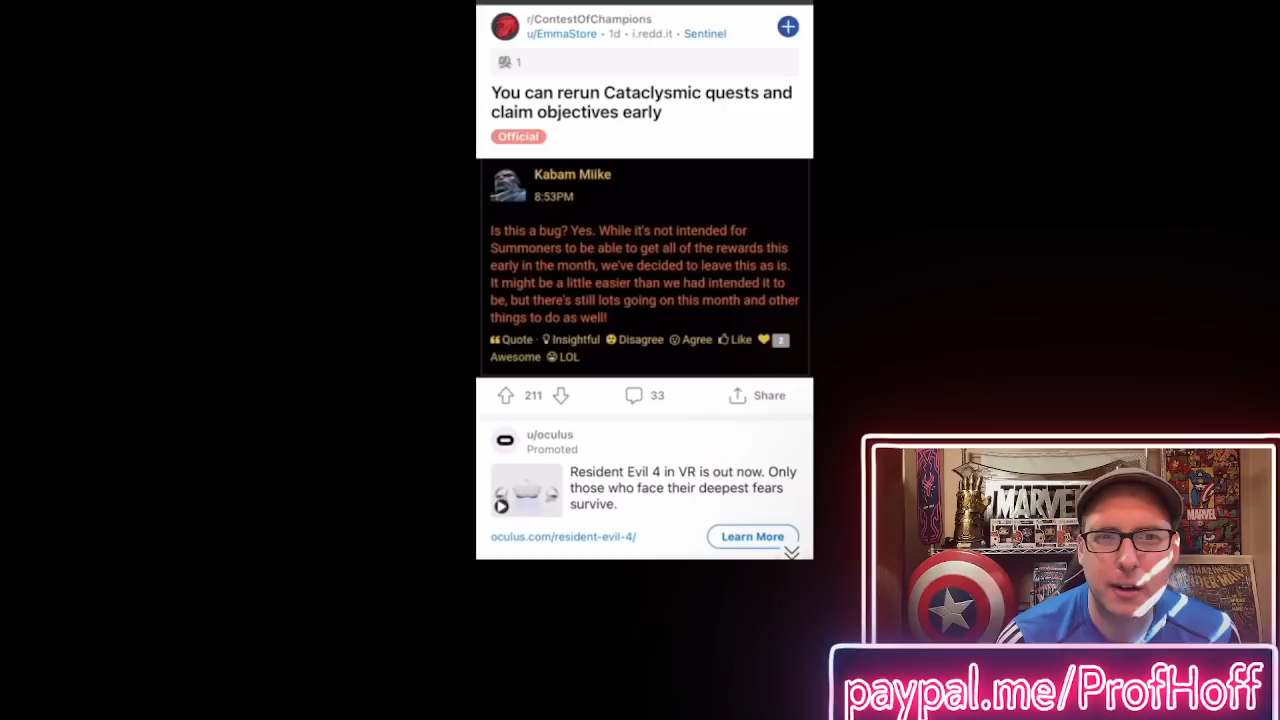 r/ContestOfChampions
u/EmmaStore • 1d • i.redd.it • Sentinel
1
You can rerun Cataclysmic quests and
claim objectives early
Official
Kabam Miike
8:53PM
Is this a bug? Yes. While it's not intended for
Summoners to be able to get all of the rewards this
early in the month, we've decided to leave this as is.
It might be a little easier than we had intended it to
be, but there's still lots going on this month and other
things to do as well!
Quote · Insightful Disagree Agree Like 2
Awesome LOL
211 33 Share
u/oculus
Promoted
Resident Evil 4 in VR is out now. Only
those who face their deepest fears
survive.
oculus.com/resident-evil-4/ Learn More
MARVEL
MARVEL
paypal.me/ProfHoff